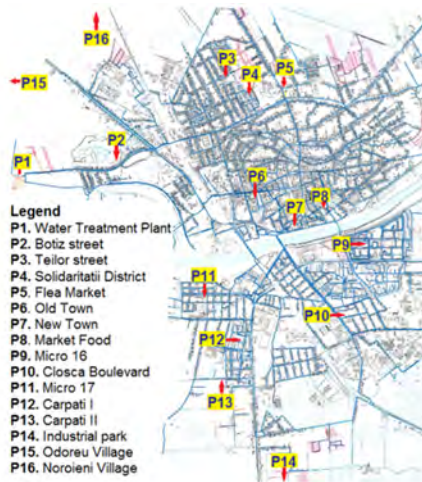 P16
P3
P4
P5
P15
P2
P1
P6
P8
P7
P9
P11
P10
P12
P13
P14
Legend
P1. Water Treatment Plant
P2. Botiz street
P3. Teilor street
P4. Solidaritatii District
P5. Flea Market
P6. Old Town
P7. New Town
P8. Market Food
P9. Micro 16
P10. Closca Boulevard
P11. Micro 17
P12. Carpati I
P13. Carpati II
P14. Industrial park
P15. Odoreu Village
P16. Noroieni Village